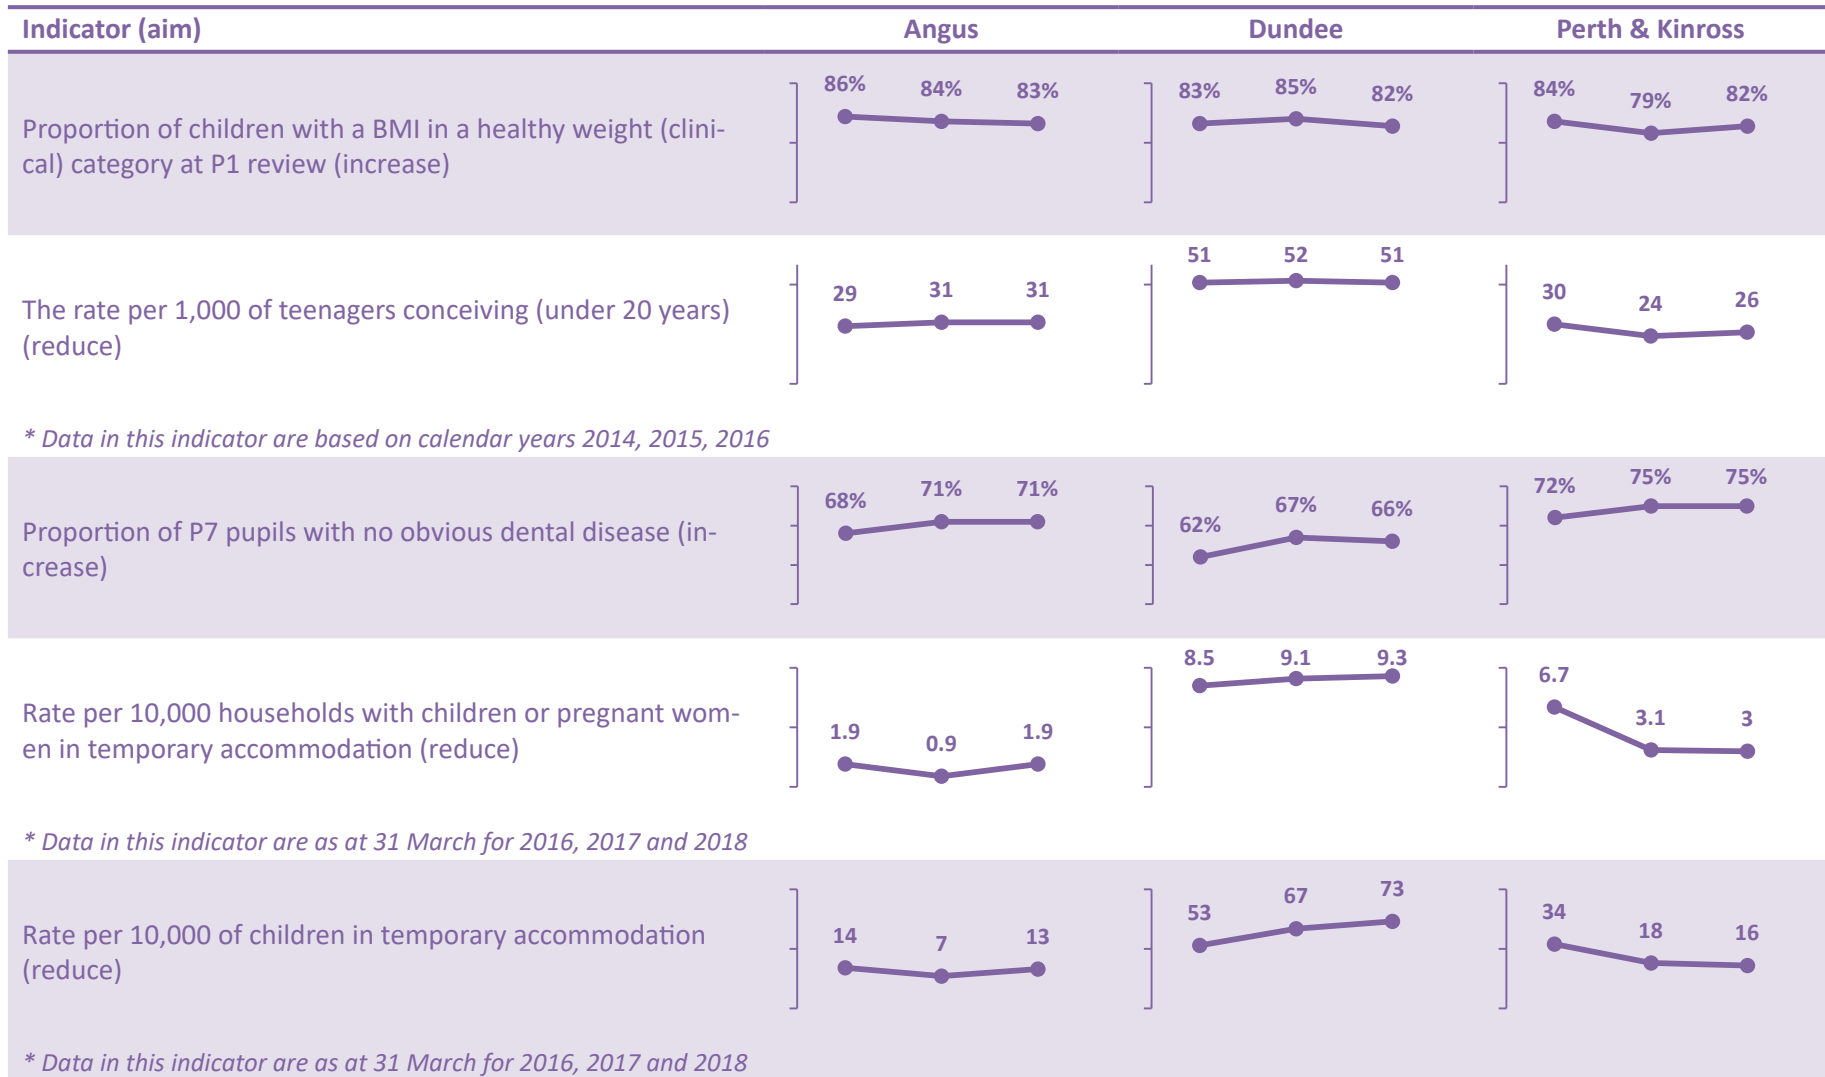 Indicator (aim) Angus Dundee Perth & Kinross
86% 84% 83% 83% 85% 82% 84% 79% 82%
Proportion of children with a BMI in a healthy weight (clini-
cal) category at P1 review (increase)
29 31 31 51 52 51 30 24 26
The rate per 1,000 of teenagers conceiving (under 20 years)
(reduce)
* Data in this indicator are based on calendar years 2014, 2015, 2016
68% 71% 71% 62% 67% 66% 72% 75% 75%
Proportion of P7 pupils with no obvious dental disease (in-
crease)
1.9 0.9 1.9 8.5 9.1 9.3 6.7 3.1 3
Rate per 10,000 households with children or pregnant wom-
en in temporary accommodation (reduce)
* Data in this indicator are as at 31 March for 2016, 2017 and 2018
14 7 13 53 67 73 34 18 16
Rate per 10,000 of children in temporary accommodation
(reduce)
* Data in this indicator are as at 31 March for 2016, 2017 and 2018